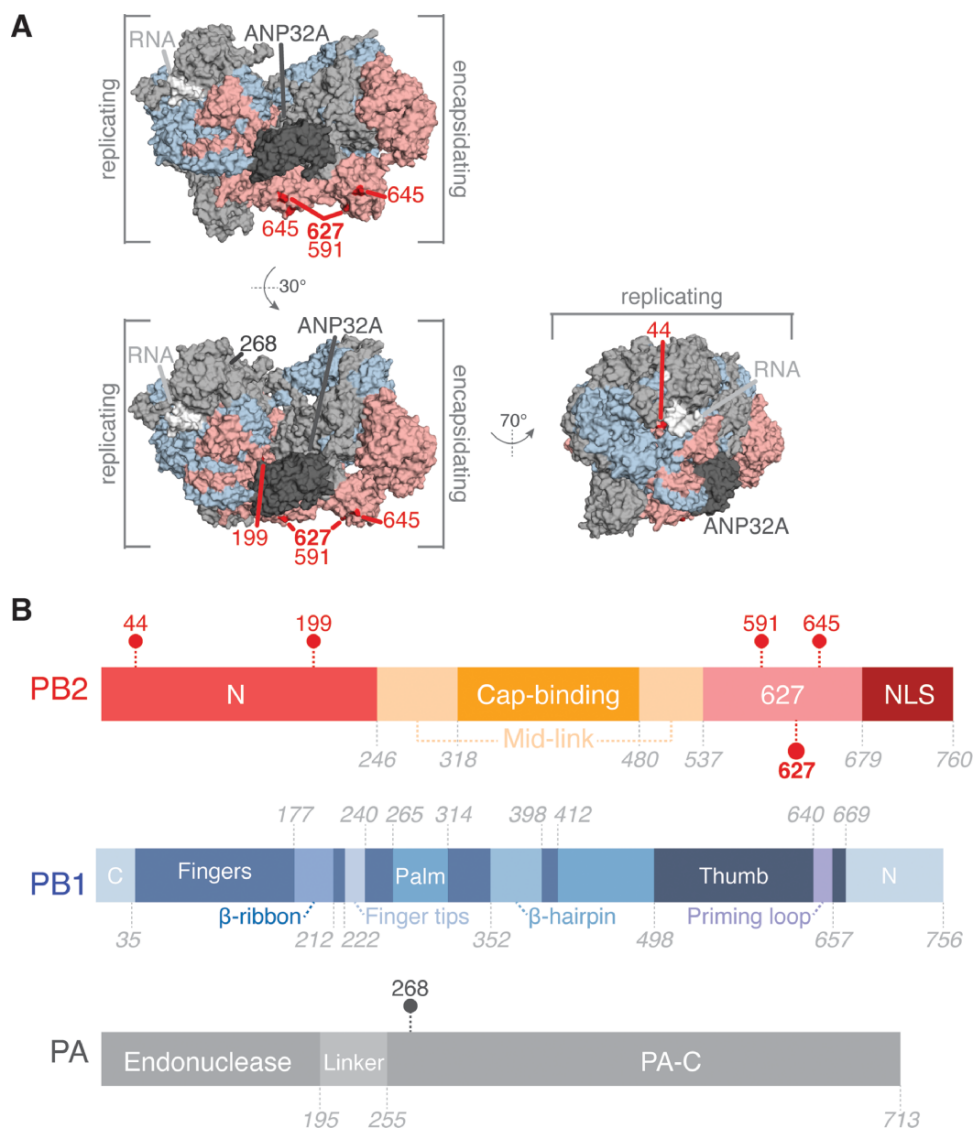 A
RNA
ANP32A
replicating
encapsidating
645
645 627
591
30°
ANP32A
268
RNA
replicating
encapsidating
645
627
199 591
replicating
44
RNA
70°
ANP32A
B
44 199 591 645
PB2 N Cap-binding 627 NLS
Mid-link
246 318 480 537 679 760
627
177 240 265 314 398 412 640 669
PB1 C Fingers Palm Thumb N
β-ribbon Finger tips β-hairpin Priming loop
35 212 222 352 498 657 756
268
PA Endonuclease Linker PA-C
195 255 713